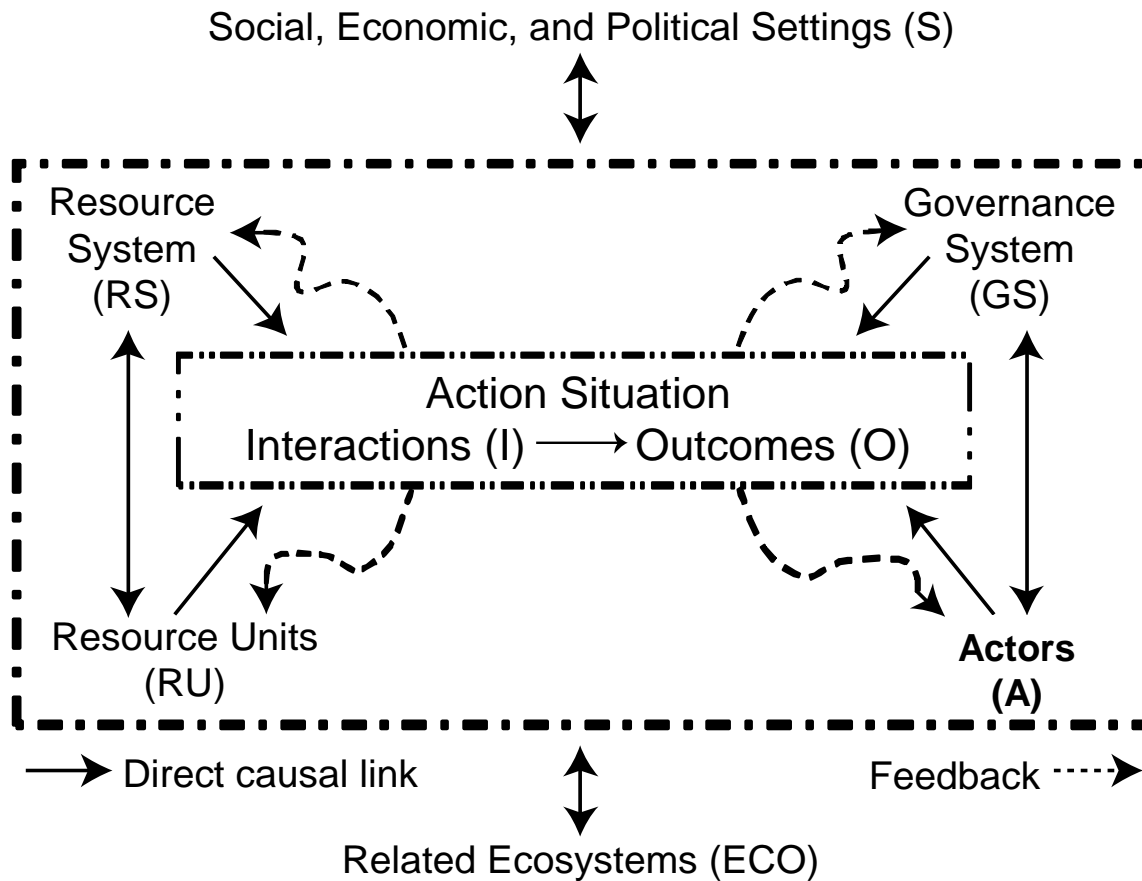 Social, Economic, and Political Settings (S)
Resource
System
(RS)
Governance
System
(GS)
Action Situation
Interactions (I)
Outcomes (O)
Resource Units
(RU)
Actors
(A)
Direct causal link
Feedback
Related Ecosystems (ECO)